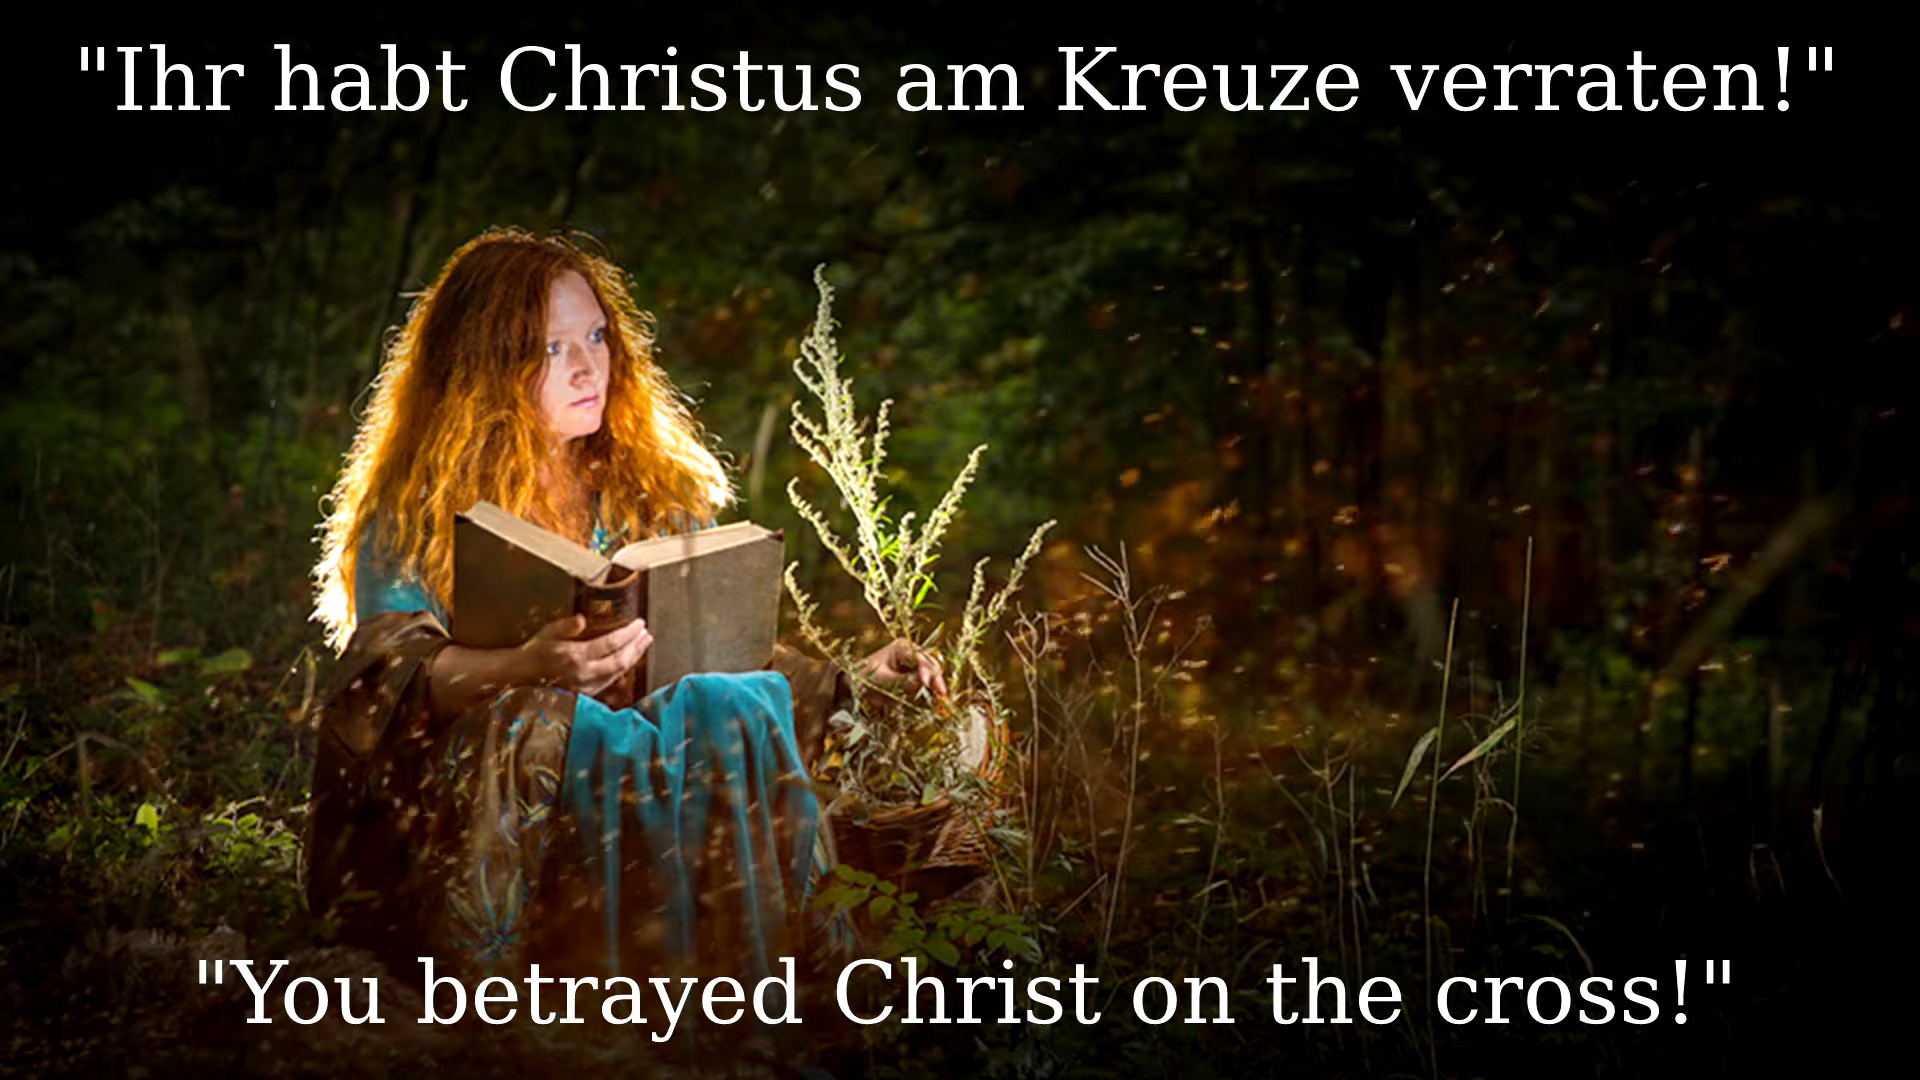 "Ihr habt Christus am Kreuze verraten!"
"You betrayed Christ on the cross!"